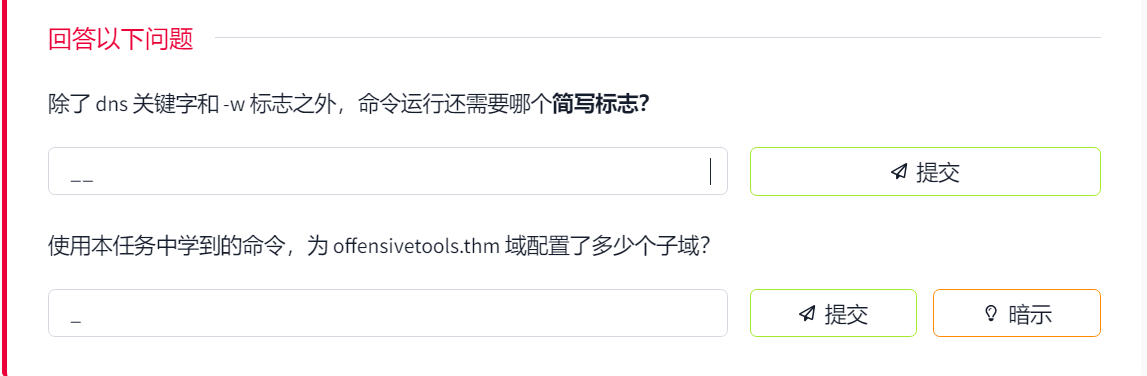 回答以下问题
除了 dns 关键字和 -w 标志之外，命令运行还需要哪个简写标志？
__
提交
使用本任务中学到的命令，为 offensivetools.thm 域配置了多少个子域？
_
提交
暗示